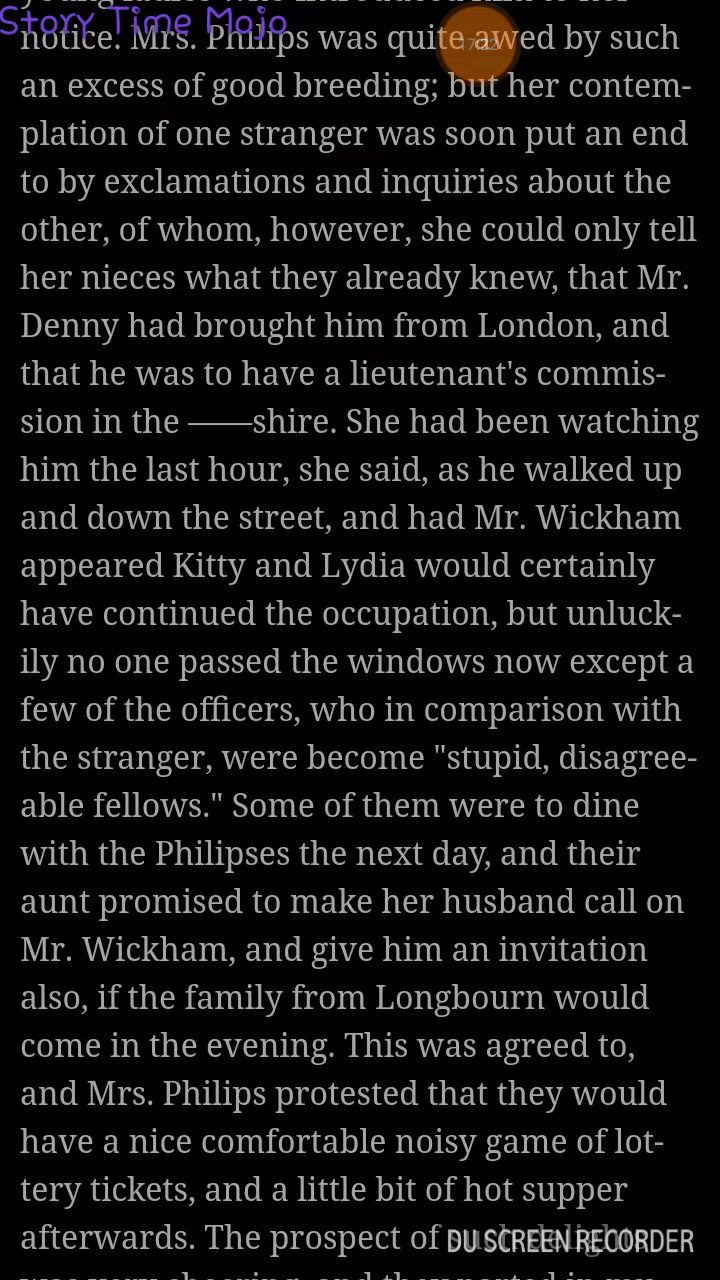 Story Time Mojo
17:22
notice. Mrs. Philips was quite awed by such
an excess of good breeding; but her contem-
plation of one stranger was soon put an end
to by exclamations and inquiries about the
other, of whom, however, she could only tell
her nieces what they already knew, that Mr.
Denny had brought him from London, and
that he was to have a lieutenant's commis-
sion in the ——shire. She had been watching
him the last hour, she said, as he walked up
and down the street, and had Mr. Wickham
appeared Kitty and Lydia would certainly
have continued the occupation, but unluck-
ily no one passed the windows now except a
few of the officers, who in comparison with
the stranger, were become "stupid, disagree-
able fellows." Some of them were to dine
with the Philipses the next day, and their
aunt promised to make her husband call on
Mr. Wickham, and give him an invitation
also, if the family from Longbourn would
come in the evening. This was agreed to,
and Mrs. Philips protested that they would
have a nice comfortable noisy game of lot-
tery tickets, and a little bit of hot supper
afterwards. The prospect of such delights
DU SCREEN RECORDER